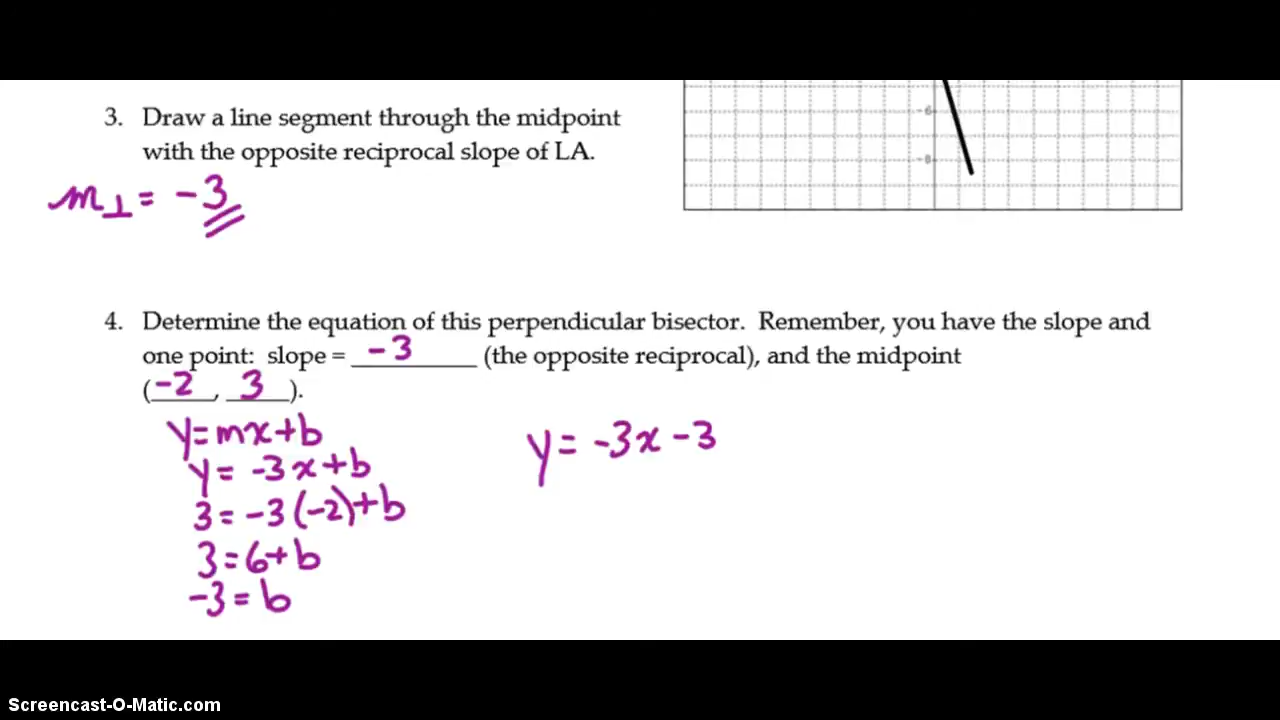 3. Draw a line segment through the midpoint
with the opposite reciprocal slope of LA.
m⊥ = -3
-6
-8
4. Determine the equation of this perpendicular bisector. Remember, you have the slope and
one point: slope = -3 (the opposite reciprocal), and the midpoint
(-2, 3).
y=mx+b
y= -3x+b
3= -3(-2)+b
3=6+b
-3=b
y= -3x-3
Screencast-O-Matic.com